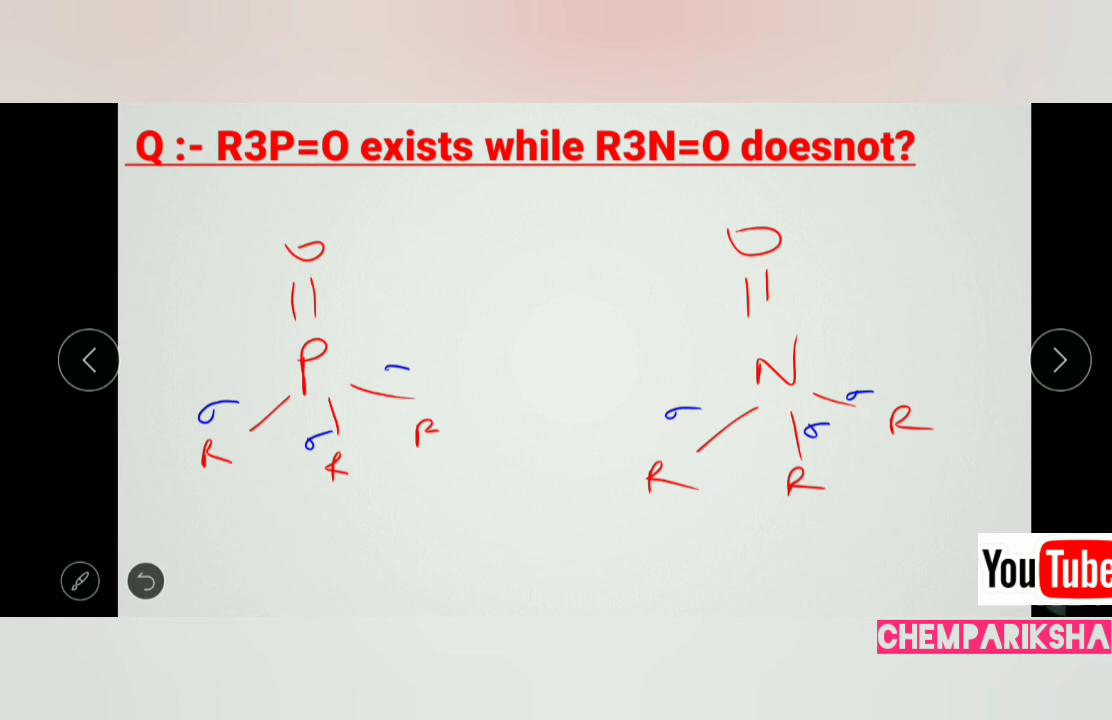 Q :- R3P=O exists while R3N=O doesnot?
O O
||
||
P N
σ σ σ
R σ R σ R
R R
YouTube
CHEMPARIKSHA